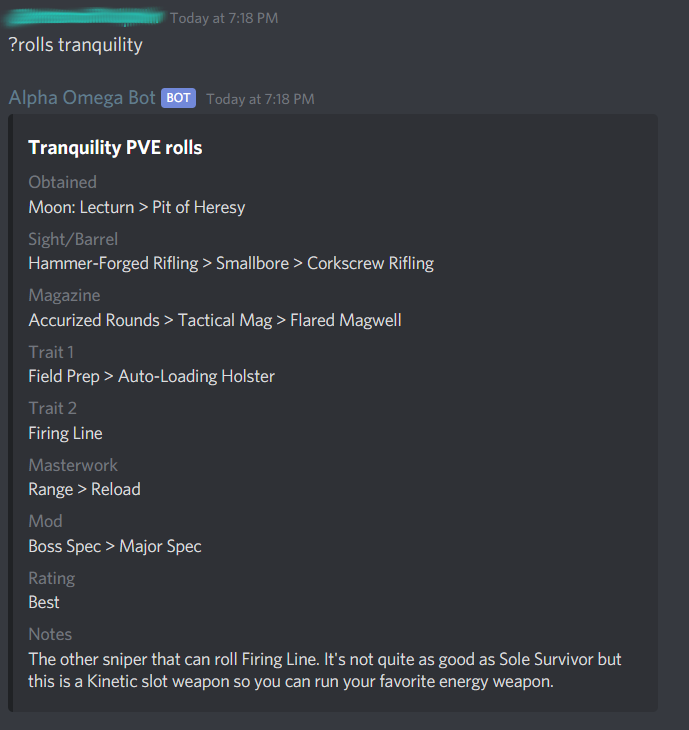 Today at 7:18 PM
?rolls tranquility
Alpha Omega Bot BOT Today at 7:18 PM
Tranquility PVE rolls
Obtained
Moon: Lecturn > Pit of Heresy
Sight/Barrel
Hammer-Forged Rifling > Smallbore > Corkscrew Rifling
Magazine
Accurized Rounds > Tactical Mag > Flared Magwell
Trait 1
Field Prep > Auto-Loading Holster
Trait 2
Firing Line
Masterwork
Range > Reload
Mod
Boss Spec > Major Spec
Rating
Best
Notes
The other sniper that can roll Firing Line. It's not quite as good as Sole Survivor but
this is a Kinetic slot weapon so you can run your favorite energy weapon.